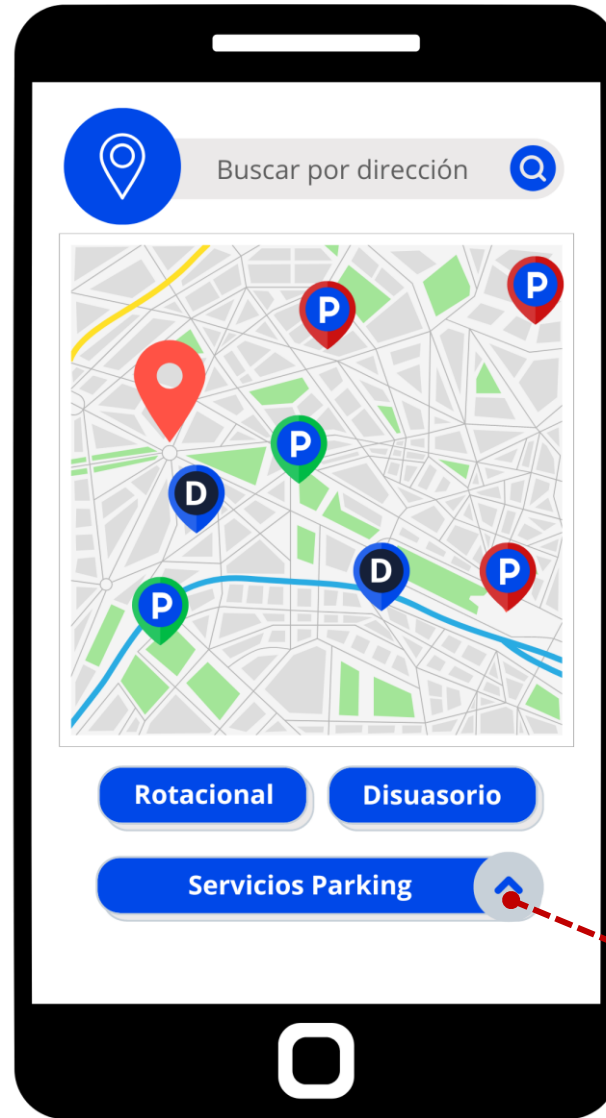 Buscar por dirección
P
P
P
D
D
P
P
Rotacional
Disuasorio
Servicios Parking